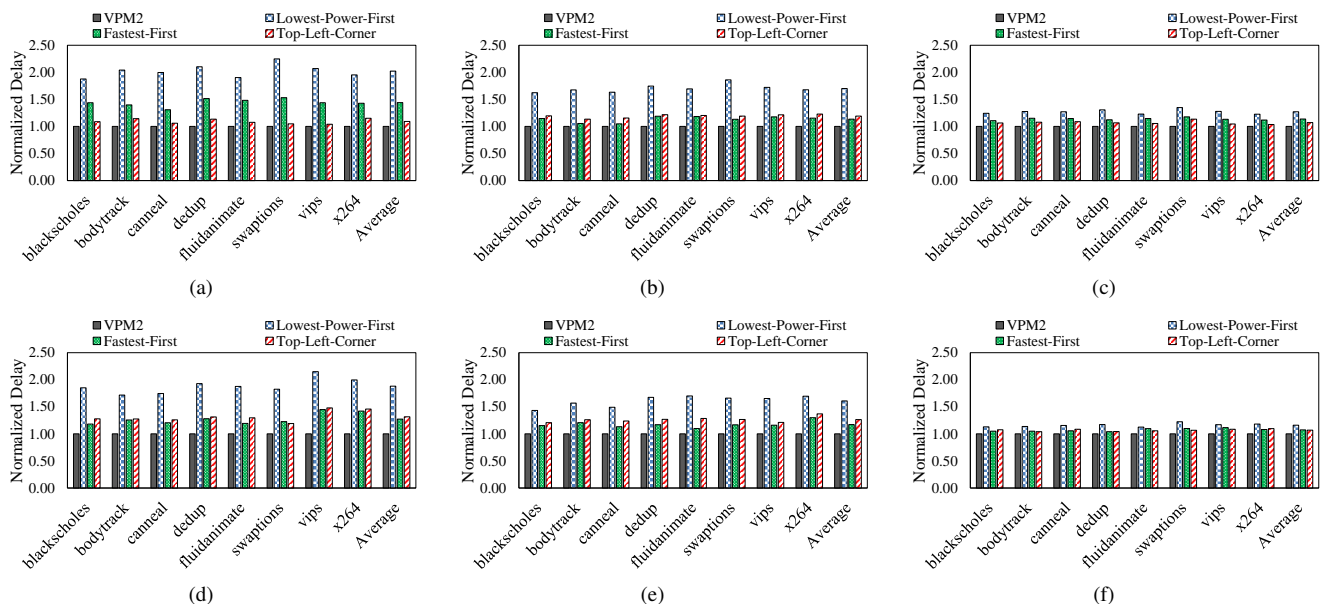 VPM2 Lowest-Power-First
Fastest-First Top-Left-Corner
Normalized Delay
2.50
2.00
1.50
1.00
0.50
0.00
blackscholes bodytrack canneal dedup fluidanimate swaptions vips x264 Average
(a)
VPM2 Lowest-Power-First
Fastest-First Top-Left-Corner
Normalized Delay
2.50
2.00
1.50
1.00
0.50
0.00
blackscholes bodytrack canneal dedup fluidanimate swaptions vips x264 Average
(b)
VPM2 Lowest-Power-First
Fastest-First Top-Left-Corner
Normalized Delay
2.50
2.00
1.50
1.00
0.50
0.00
blackscholes bodytrack canneal dedup fluidanimate swaptions vips x264 Average
(c)
VPM2 Lowest-Power-First
Fastest-First Top-Left-Corner
Normalized Delay
2.50
2.00
1.50
1.00
0.50
0.00
blackscholes bodytrack canneal dedup fluidanimate swaptions vips x264 Average
(d)
VPM2 Lowest-Power-First
Fastest-First Top-Left-Corner
Normalized Delay
2.50
2.00
1.50
1.00
0.50
0.00
blackscholes bodytrack canneal dedup fluidanimate swaptions vips x264 Average
(e)
VPM2 Lowest-Power-First
Fastest-First Top-Left-Corner
Normalized Delay
2.50
2.00
1.50
1.00
0.50
0.00
blackscholes bodytrack canneal dedup fluidanimate swaptions vips x264 Average
(f)